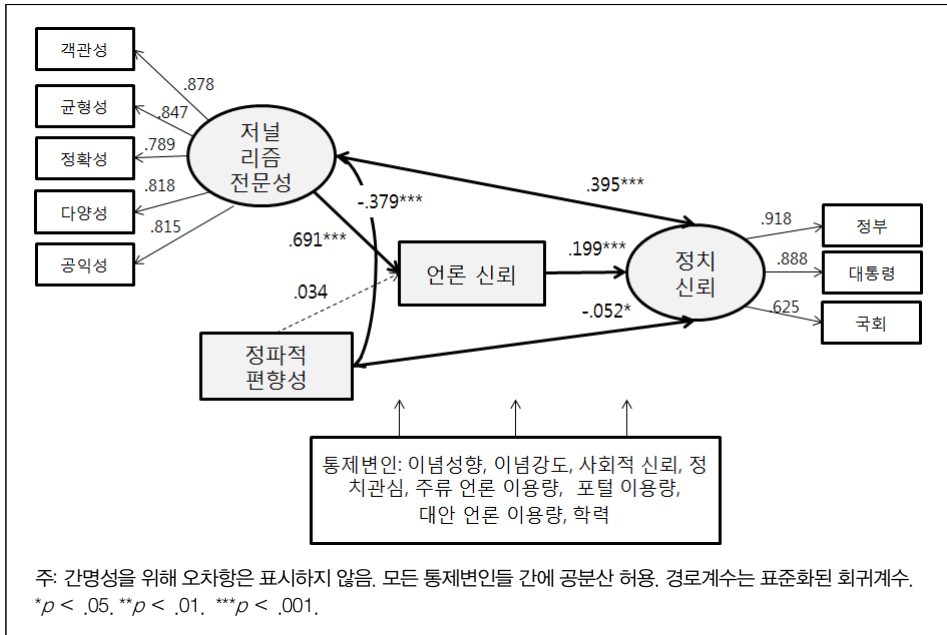 객관성
.878
균형성
.847
정확성
.789
다양성
.818
공익성
.815
저널
리즘
전문성
-.379***
.395***
.691***
언론 신뢰
.199***
.034
정치
신뢰
-.052*
.918
정부
.888
대통령
.625
국회
정파적
편향성
통제변인: 이념성향, 이념강도, 사회적 신뢰, 정
치관심, 주류 언론 이용량, 포털 이용량,
대안 언론 이용량, 학력
주: 간명성을 위해 오차항은 표시하지 않음. 모든 통제변인들 간에 공분산 허용. 경로계수는 표준화된 회귀계수.
*p < .05. **p < .01. ***p < .001.